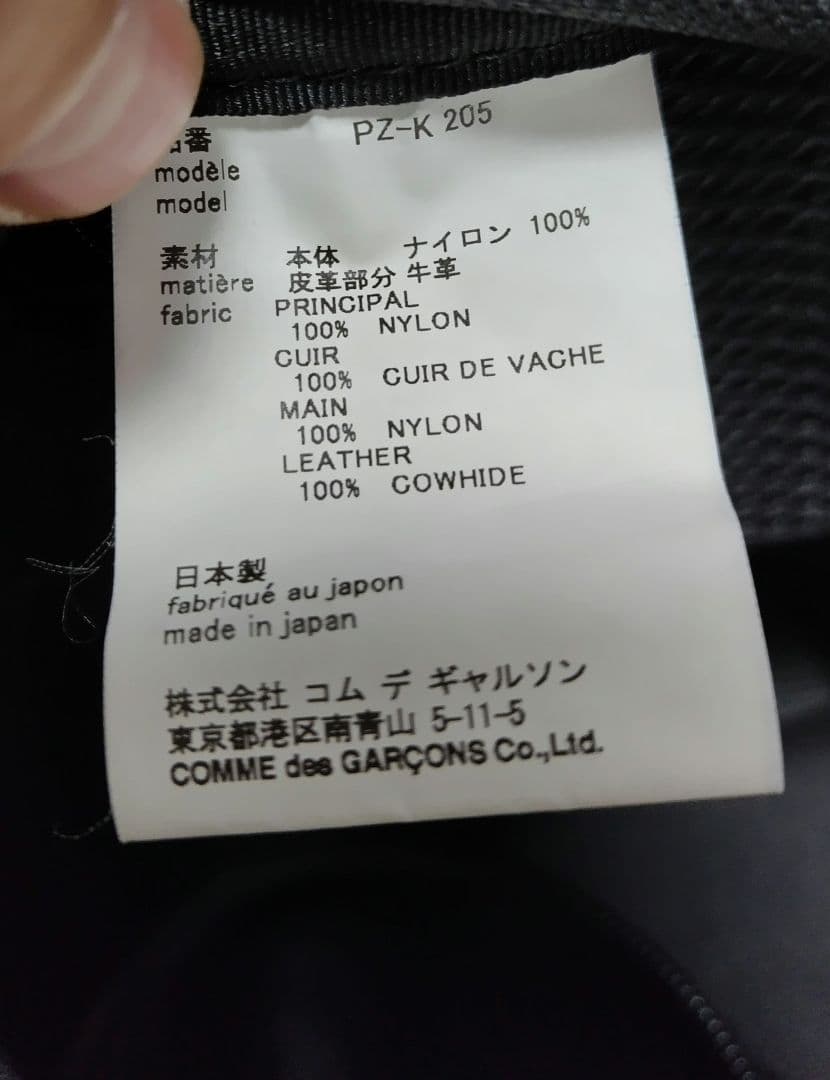 番 PZ-K 205
modèle
model
素材 本体 ナイロン 100%
matière 皮革部分 牛革
fabric PRINCIPAL
100% NYLON
CUIR
100% CUIR DE VACHE
MAIN
100% NYLON
LEATHER
100% COWHIDE
日本製
fabriqué au japon
made in japan
株式会社 コム デ ギャルソン
東京都港区南青山 5-11-5
COMME des GARÇONS Co.,Ltd.